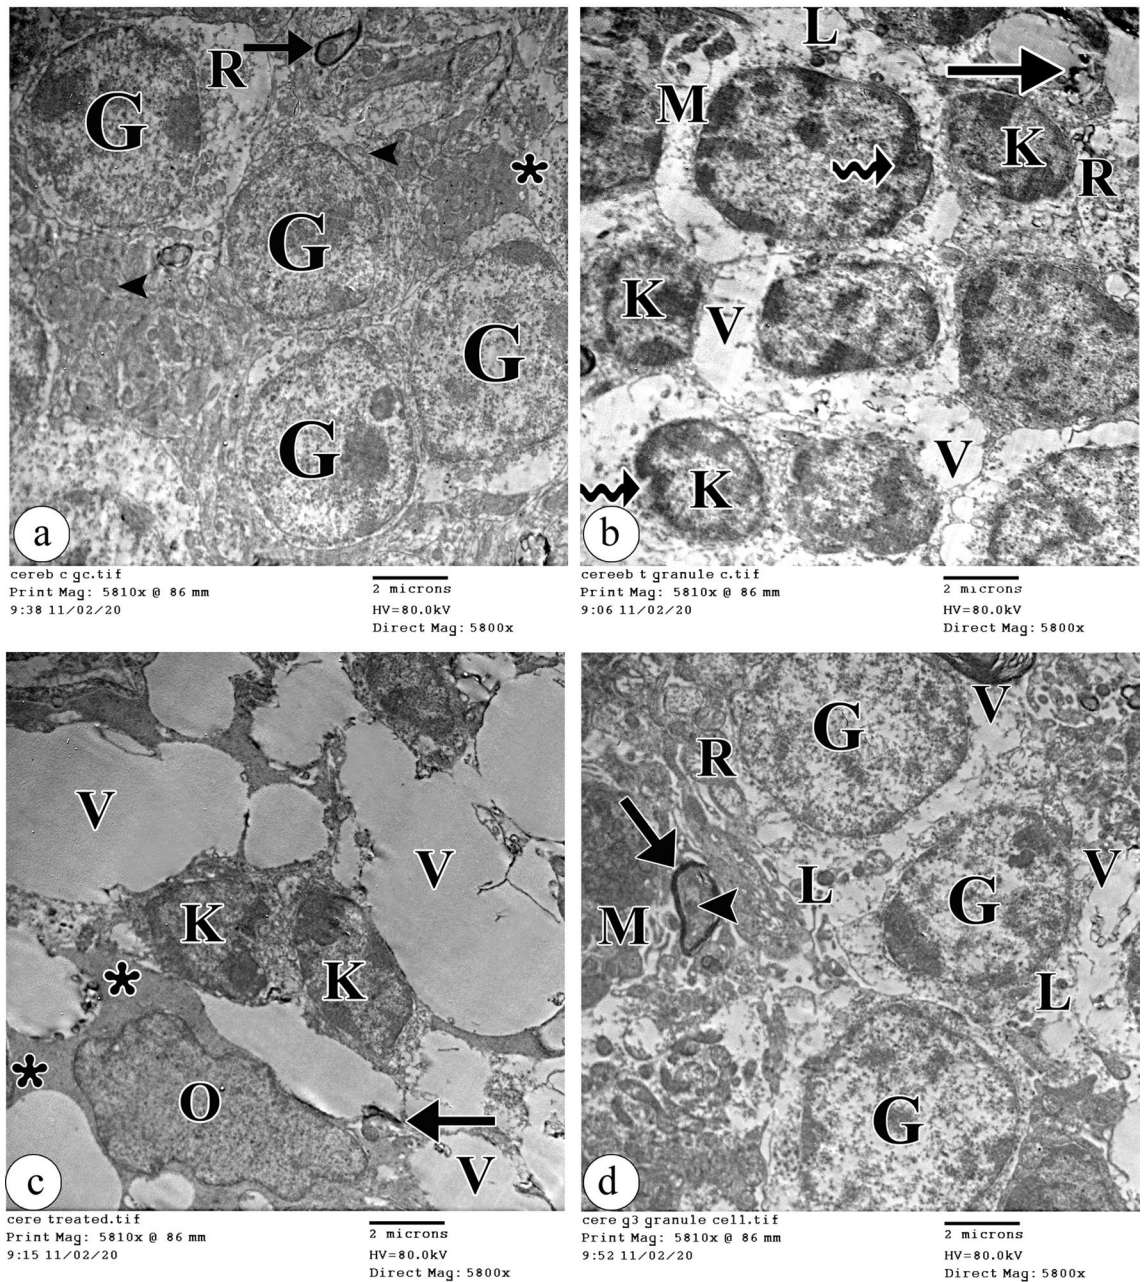 R
G
*
G
G
G
a
cereb c gc.tif
Print Mag: 5810x @ 86 mm
9:38 11/02/20
2 microns
HV=80.0kV
Direct Mag: 5800x
L
M
K
R
K
V
V
K
b
cereeb t granule c.tif
Print Mag: 5810x @ 86 mm
9:06 11/02/20
2 microns
HV=80.0kV
Direct Mag: 5800x
V
V
K
K
*
*
O
V
c
cere treated.tif
Print Mag: 5810x @ 86 mm
9:15 11/02/20
2 microns
HV=80.0kV
Direct Mag: 5800x
V
G
R
V
L
G
M
L
G
d
cere g3 granule cell.tif
Print Mag: 5810x @ 86 mm
9:52 11/02/20
2 microns
HV=80.0kV
Direct Mag: 5800x